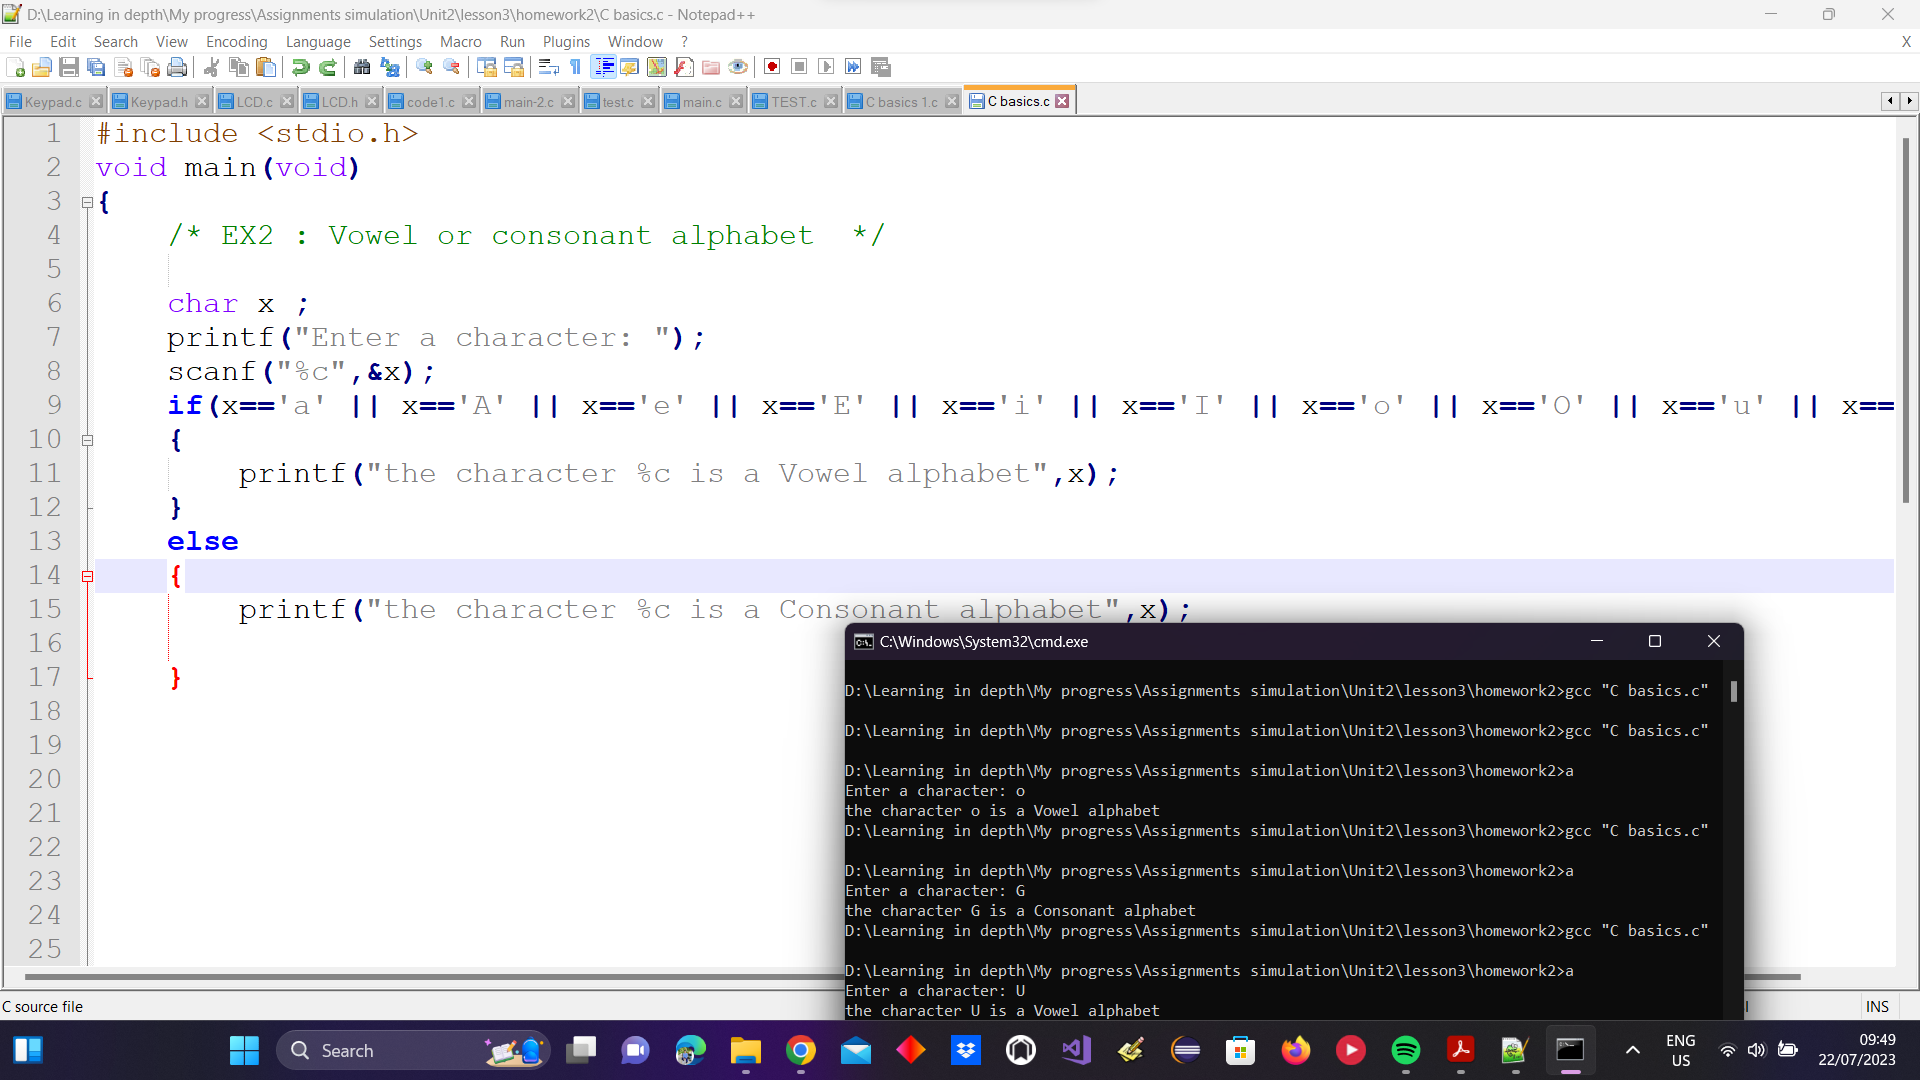 D:\Learning in depth\My progress\Assignments simulation\Unit2\lesson3\homework2\C basics.c - Notepad++
File Edit Search View Encoding Language Settings Macro Run Plugins Window ? X
Keypad.c Keypad.h LCD.c LCD.h code1.c main-2.c test.c main.c TEST.c C basics 1.c C basics.c
1 #include <stdio.h>
2 void main(void)
3 {
4 /* EX2 : Vowel or consonant alphabet  */
5
6 char x ;
7 printf("Enter a character: ");
8 scanf("%c",&x);
9 if(x=='a' || x=='A' || x=='e' || x=='E' || x=='i' || x=='I' || x=='o' || x=='O' || x=='u' || x==
10 {
11 printf("the character %c is a Vowel alphabet",x);
12 }
13 else
14 {
15 printf("the character %c is a Consonant alphabet",x);
16
17 }
18
19
20
21
22
23
24
25
C:\Windows\System32\cmd.exe
D:\Learning in depth\My progress\Assignments simulation\Unit2\lesson3\homework2>gcc "C basics.c"
D:\Learning in depth\My progress\Assignments simulation\Unit2\lesson3\homework2>gcc "C basics.c"
D:\Learning in depth\My progress\Assignments simulation\Unit2\lesson3\homework2>a
Enter a character: o
the character o is a Vowel alphabet
D:\Learning in depth\My progress\Assignments simulation\Unit2\lesson3\homework2>gcc "C basics.c"
D:\Learning in depth\My progress\Assignments simulation\Unit2\lesson3\homework2>a
Enter a character: G
the character G is a Consonant alphabet
D:\Learning in depth\My progress\Assignments simulation\Unit2\lesson3\homework2>gcc "C basics.c"
D:\Learning in depth\My progress\Assignments simulation\Unit2\lesson3\homework2>a
Enter a character: U
the character U is a Vowel alphabet
C source file INS
Search
ENG
US
09:49
22/07/2023